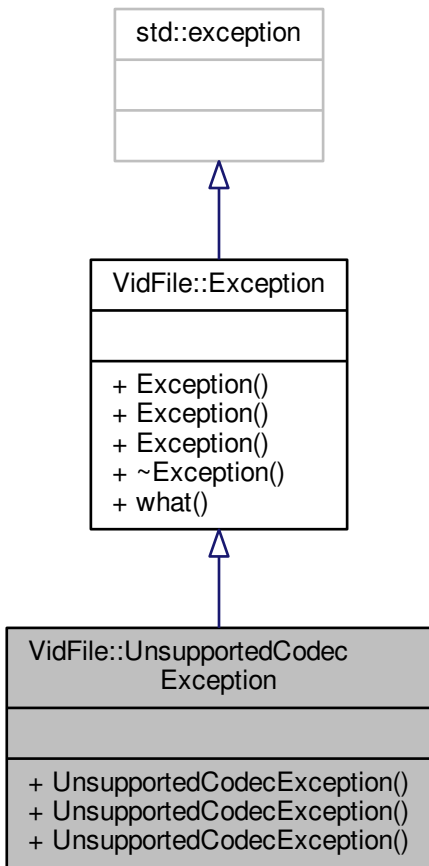 std::exception
VidFile::Exception
+ Exception()
+ Exception()
+ Exception()
+ ~Exception()
+ what()
VidFile::UnsupportedCodec
Exception
+ UnsupportedCodecException()
+ UnsupportedCodecException()
+ UnsupportedCodecException()